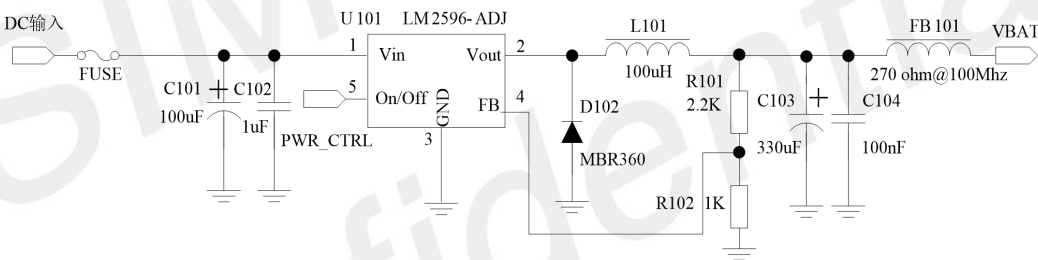 DC输入
FUSE
C101
100uF
C102
1uF
U101 LM2596-ADJ
1
Vin
Vout
2
5
On/Off
GND
FB
4
3
PWR_CTRL
D102
MBR360
L101
100uH
R101
2.2K
R102 1K
C103
330uF
C104
100nF
FB101
270 ohm@100Mhz
VBAT